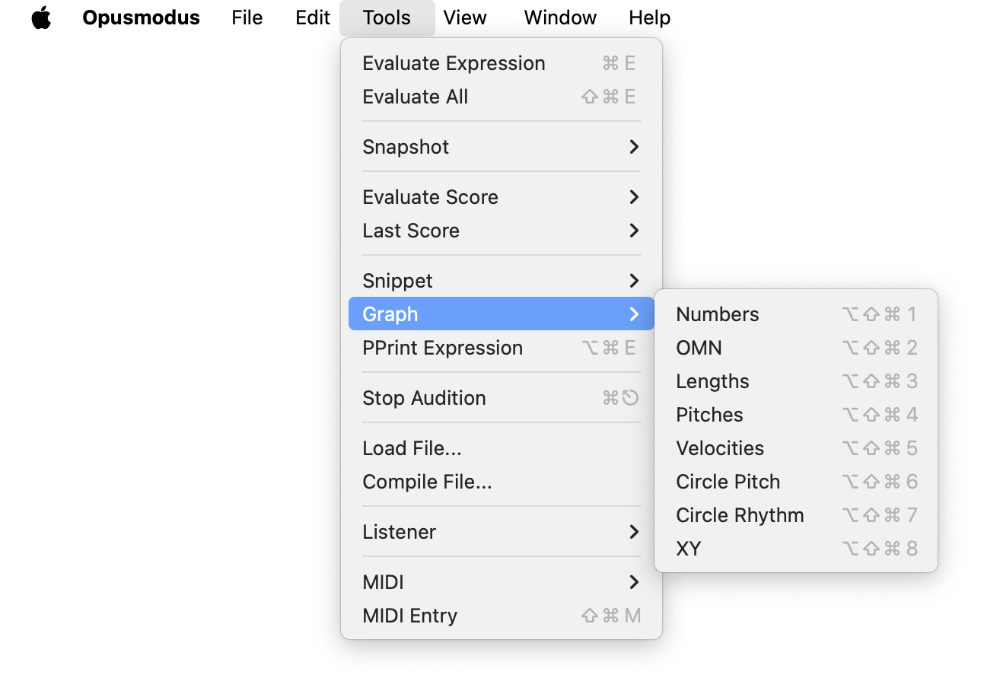 Opusmodus File Edit Tools View Window Help
Evaluate Expression ⌘ E
Evaluate All ⇧ ⌘ E
Snapshot
Evaluate Score
Last Score
Snippet
Graph
PPrint Expression ⌥ ⌘ E
Stop Audition ⌘ ⎋
Load File...
Compile File...
Listener
MIDI
MIDI Entry ⇧ ⌘ M
Numbers ⌥ ⇧ ⌘ 1
OMN ⌥ ⇧ ⌘ 2
Lengths ⌥ ⇧ ⌘ 3
Pitches ⌥ ⇧ ⌘ 4
Velocities ⌥ ⇧ ⌘ 5
Circle Pitch ⌥ ⇧ ⌘ 6
Circle Rhythm ⌥ ⇧ ⌘ 7
XY ⌥ ⇧ ⌘ 8